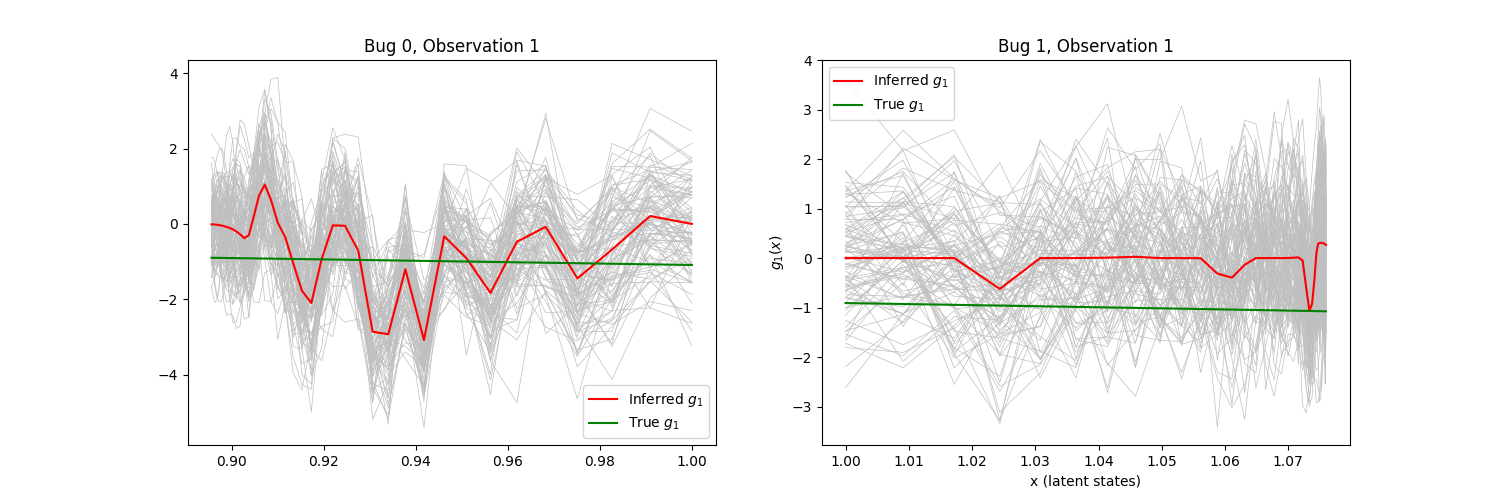 Bug 0, Observation 1
4
2
0
−2
−4
Inferred g₁
True g₁
0.90 0.92 0.94 0.96 0.98 1.00
Bug 1, Observation 1
Inferred g₁
True g₁
4
3
2
1
0
−1
−2
−3
g₁(x)
1.00 1.01 1.02 1.03 1.04 1.05 1.06 1.07
x (latent states)